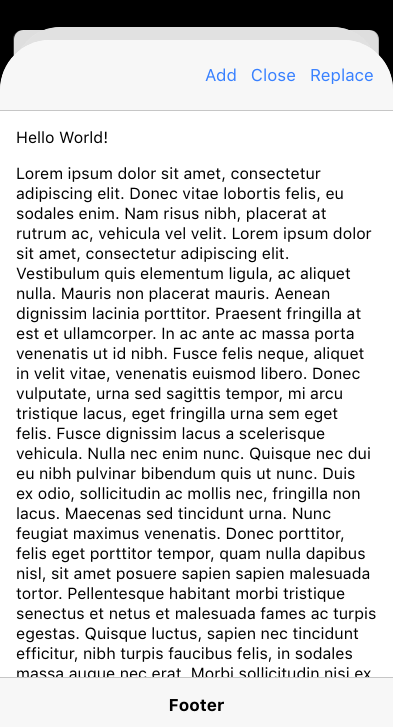 Add Close Replace
Hello World!
Lorem ipsum dolor sit amet, consectetur
adipiscing elit. Donec vitae lobortis felis, eu
sodales enim. Nam risus nibh, placerat at
rutrum ac, vehicula vel velit. Lorem ipsum dolor
sit amet, consectetur adipiscing elit.
Vestibulum quis elementum ligula, ac aliquet
nulla. Mauris non placerat mauris. Aenean
dignissim lacinia porttitor. Praesent fringilla at
est et ullamcorper. In ac ante ac massa porta
venenatis ut id nibh. Fusce felis neque, aliquet
in velit vitae, venenatis euismod libero. Donec
vulputate, urna sed sagittis tempor, mi arcu
tristique lacus, eget fringilla urna sem eget
felis. Fusce dignissim lacus a scelerisque
vehicula. Nulla nec enim nunc. Quisque nec dui
eu nibh pulvinar bibendum quis ut nunc. Duis
ex odio, sollicitudin ac mollis nec, fringilla non
lacus. Maecenas sed tincidunt urna. Nunc
feugiat maximus venenatis. Donec porttitor,
felis eget porttitor tempor, quam nulla dapibus
nisl, sit amet posuere sapien sapien malesuada
tortor. Pellentesque habitant morbi tristique
senectus et netus et malesuada fames ac turpis
egestas. Quisque luctus, sapien nec tincidunt
efficitur, nibh turpis faucibus felis, in sodales
massa augue nec erat. Morbi sollicitudin nisi ex
Footer